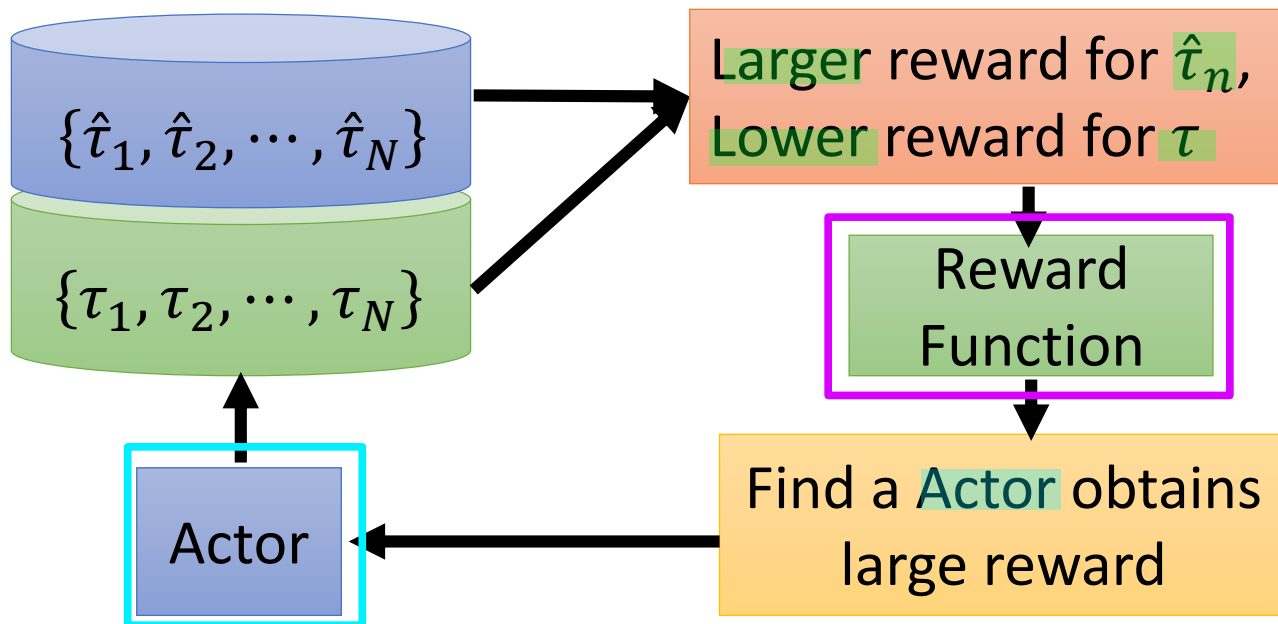 {τ̂₁, τ̂₂, ⋯, τ̂_N}
{τ₁, τ₂, ⋯, τ_N}
Larger reward for τ̂ₙ,
Lower reward for τ
Reward
Function
Find a Actor obtains
large reward
Actor